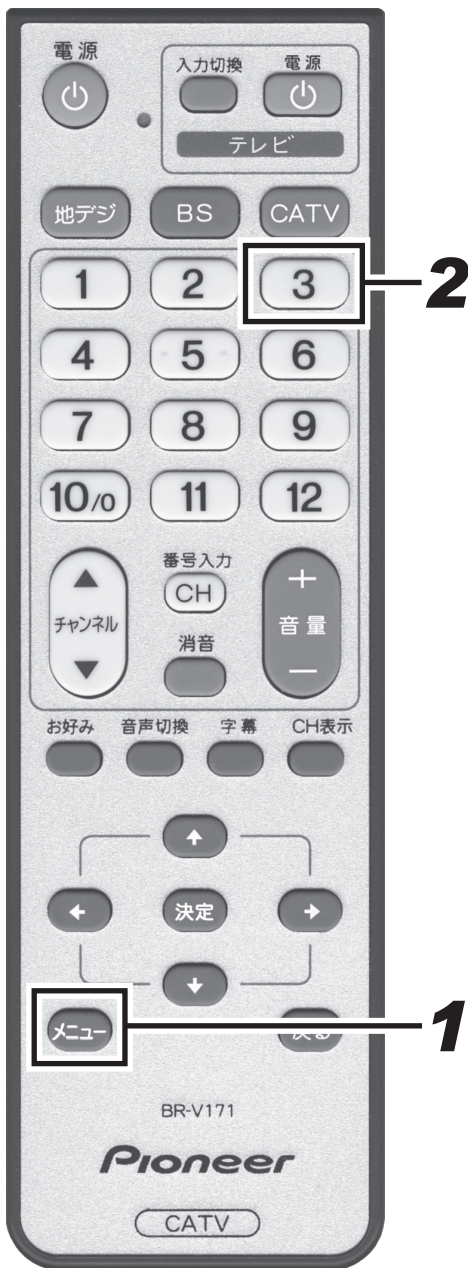 電源
入力切換 電源
テレビ
地デジ BS CATV
1 2 3
2
4 5 6
7 8 9
10/0 11 12
番号入力
CH
チャンネル
消音
+
音量
−
お好み 音声切換 字幕 CH表示
決定
メニュー 戻る
1
BR-V171
Pioneer
CATV